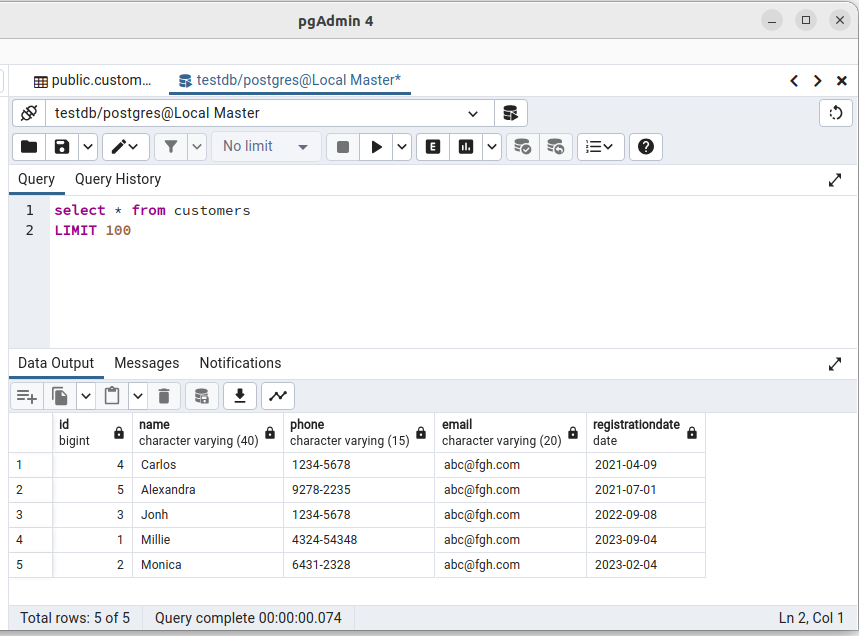 pgAdmin 4
public.custom... testdb/postgres@Local Master*
testdb/postgres@Local Master
No limit E
Query Query History
1 select * from customers
2 LIMIT 100
Data Output Messages Notifications
id name phone email registrationdate
bigint character varying (40) character varying (15) character varying (20) date
1 4 Carlos 1234-5678 abc@fgh.com 2021-04-09
2 5 Alexandra 9278-2235 abc@fgh.com 2021-07-01
3 3 Jonh 1234-5678 abc@fgh.com 2022-09-08
4 1 Millie 4324-54348 abc@fgh.com 2023-09-04
5 2 Monica 6431-2328 abc@fgh.com 2023-02-04
Total rows: 5 of 5 Query complete 00:00:00.074 Ln 2, Col 1